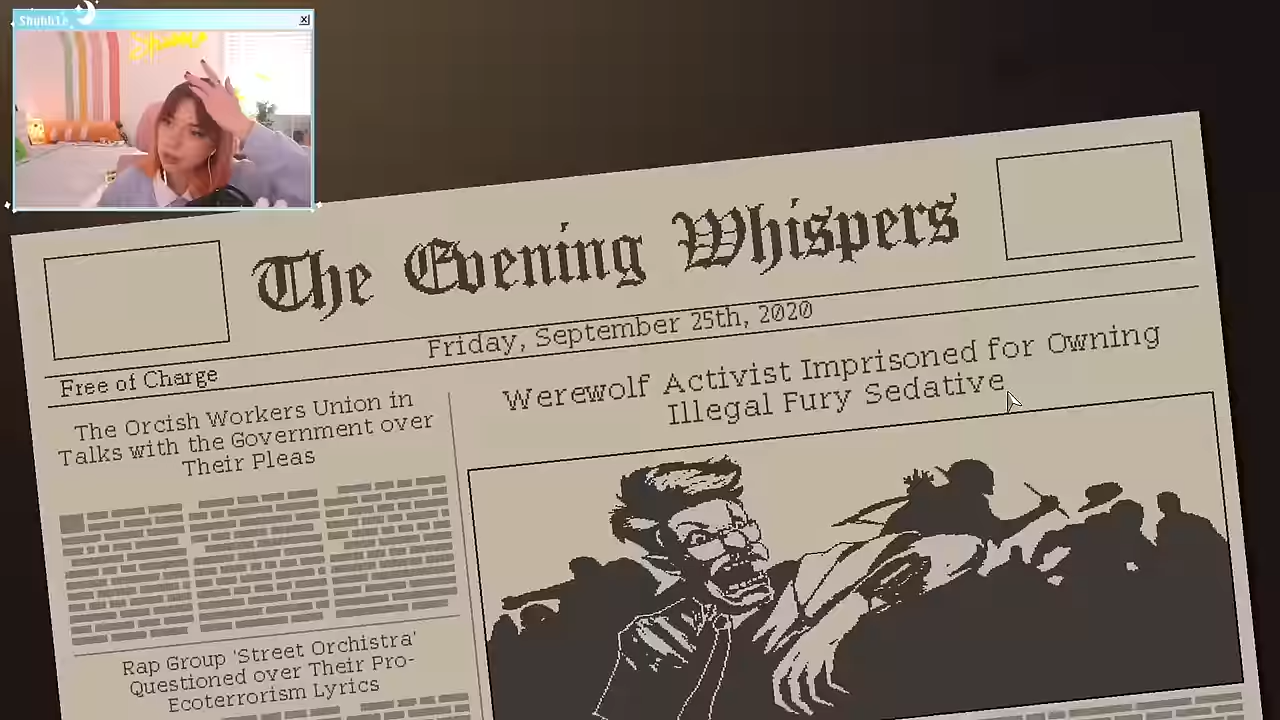 Shubble
The Evening Whispers
Friday, September 25th, 2020
Free of Charge
The Orcish Workers Union in
Talks with the Government over
Their Pleas
Werewolf Activist Imprisoned for Owning
Illegal Fury Sedative
Rap Group 'Street Orchistra'
Questioned over Their Pro-
Ecoterrorism Lyrics